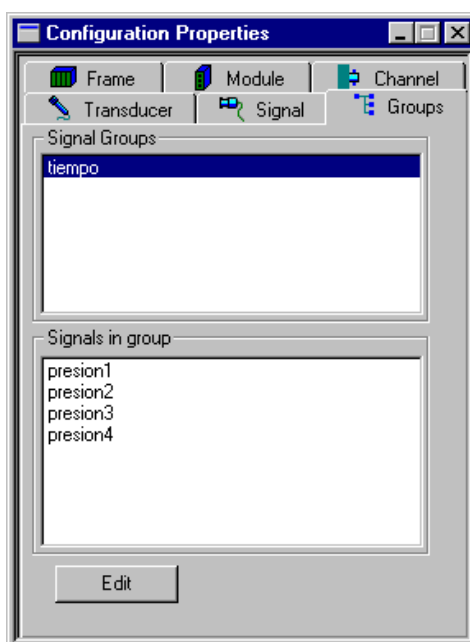 Configuration Properties
Frame Module Channel
Transducer Signal Groups
Signal Groups
tiempo
Signals in group
presion1
presion2
presion3
presion4
Edit